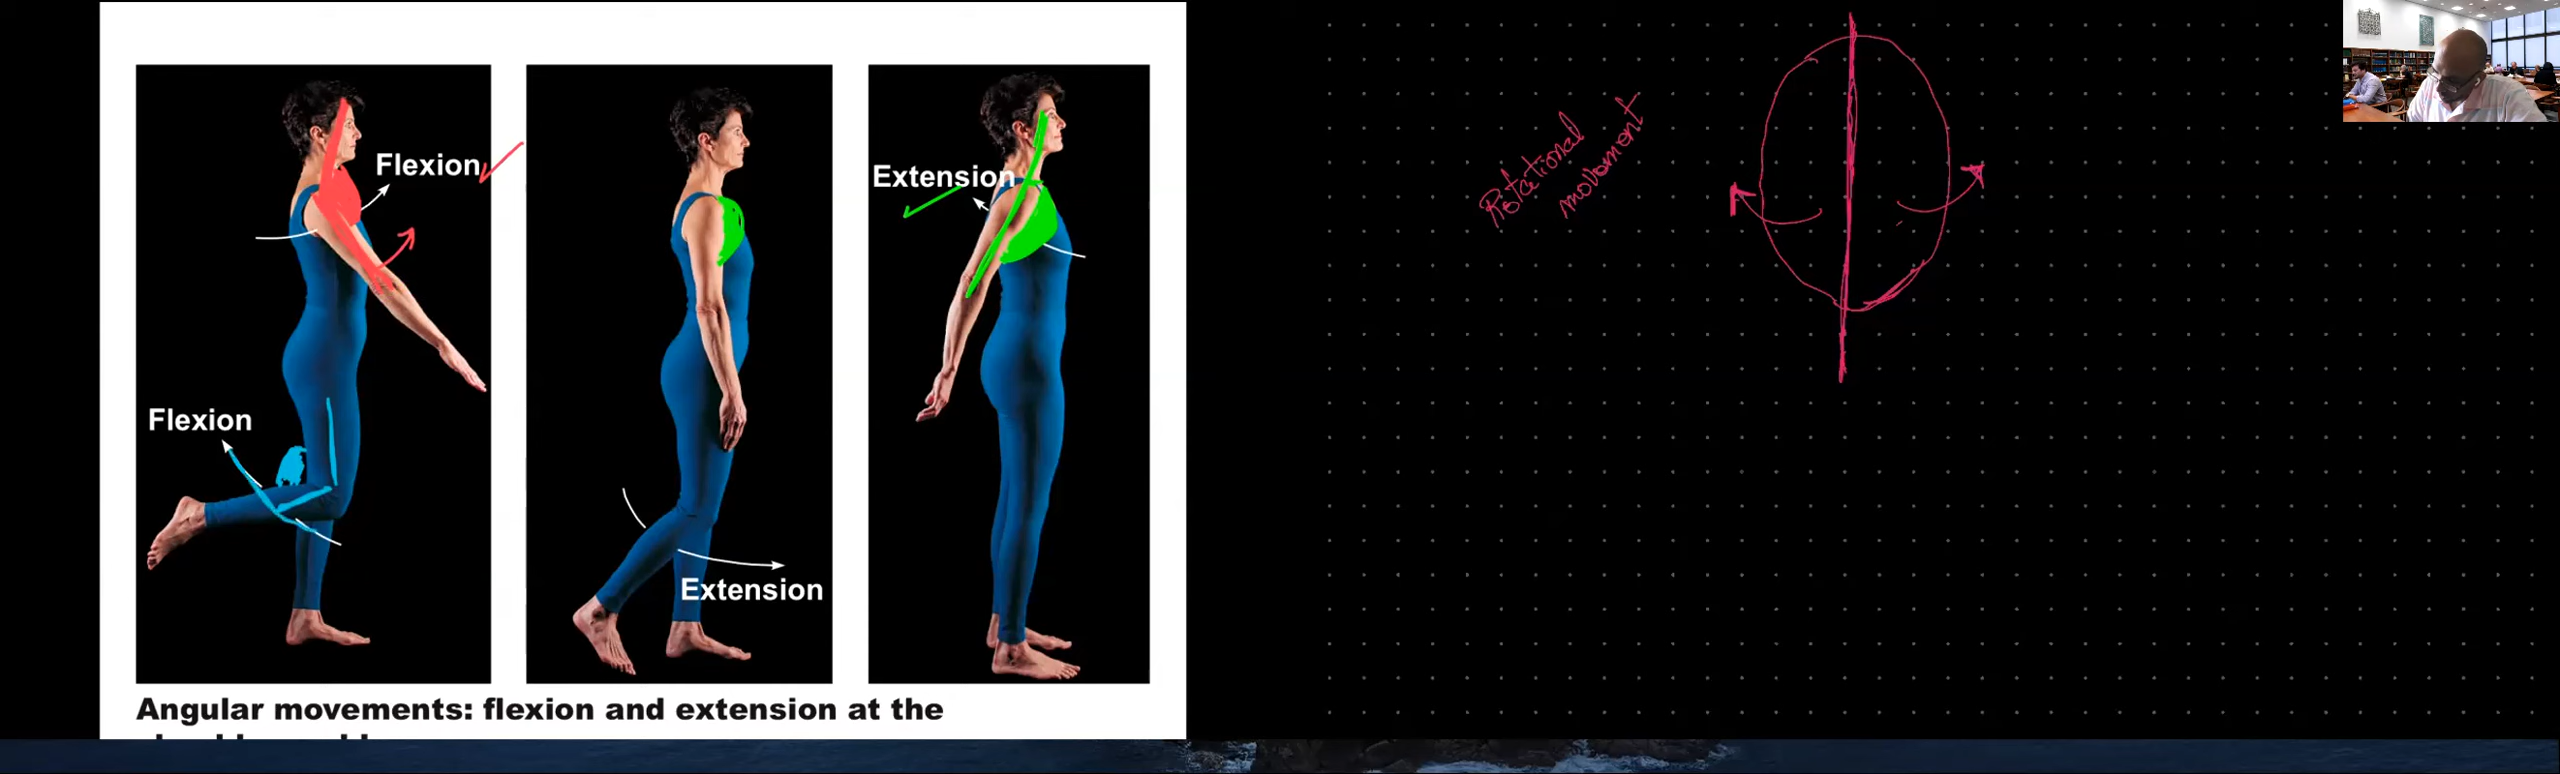 Flexion
Extension
Flexion
Extension
Angular movements: flexion and extension at the
Rotational
movement